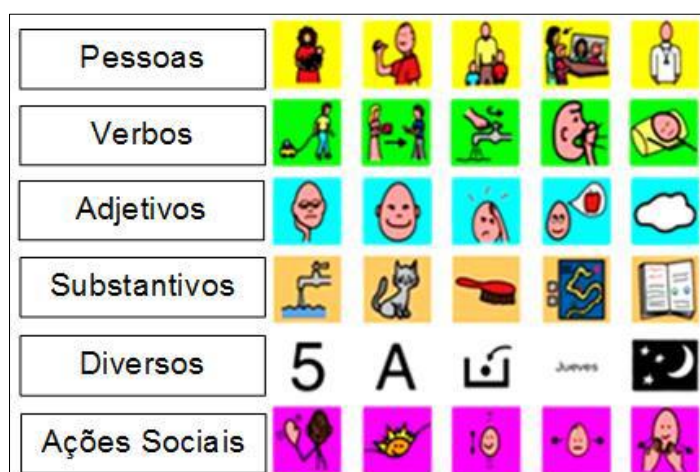 Pessoas
Verbos
Adjetivos
Substantivos
Diversos
5 A Jueves
Ações Sociais